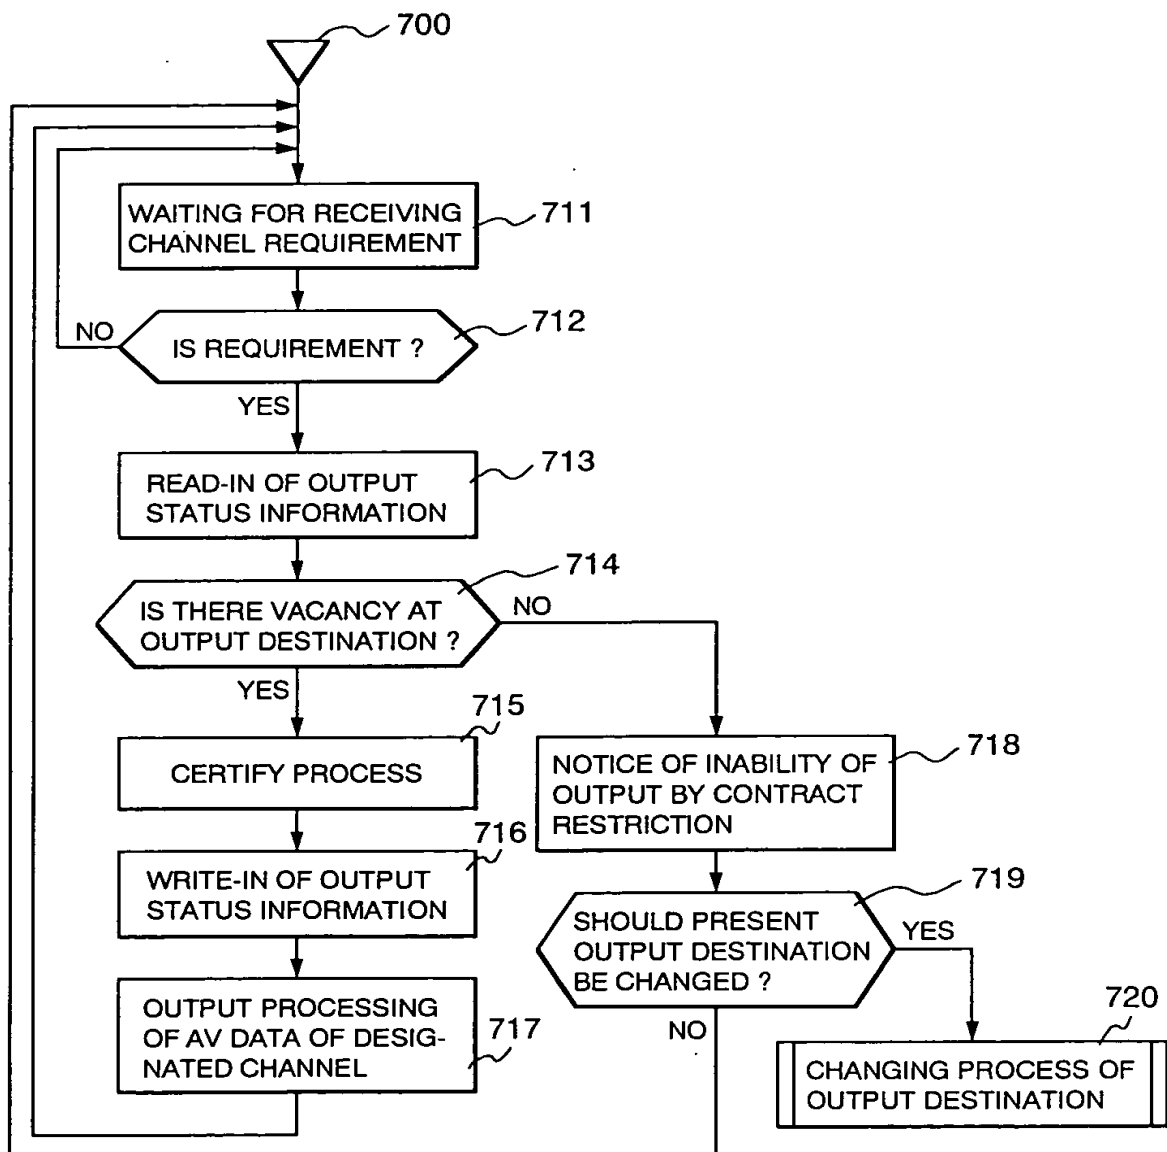 700
WAITING FOR RECEIVING
CHANNEL REQUIREMENT
711
NO
IS REQUIREMENT ?
712
YES
READ-IN OF OUTPUT
STATUS INFORMATION
713
IS THERE VACANCY AT
OUTPUT DESTINATION ?
714
NO
YES
CERTIFY PROCESS
715
WRITE-IN OF OUTPUT
STATUS INFORMATION
716
OUTPUT PROCESSING
OF AV DATA OF DESIG-
NATED CHANNEL
717
NOTICE OF INABILITY OF
OUTPUT BY CONTRACT
RESTRICTION
718
SHOULD PRESENT
OUTPUT DESTINATION
BE CHANGED ?
719
YES
NO
CHANGING PROCESS OF
OUTPUT DESTINATION
720